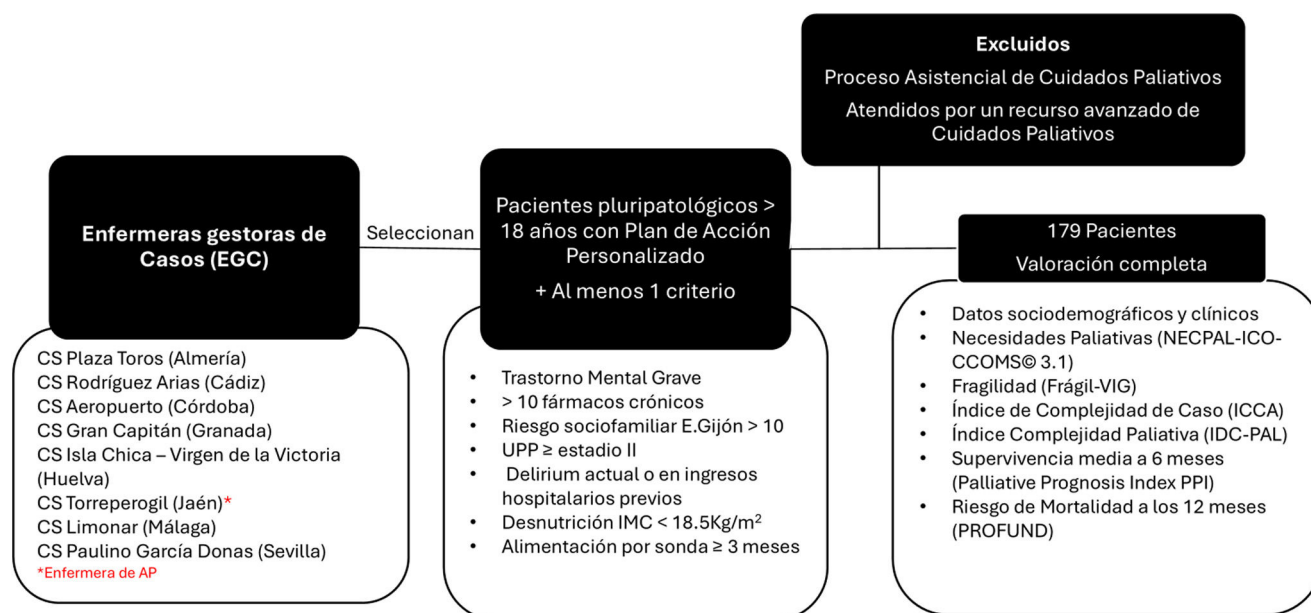 Excluidos
Proceso Asistencial de Cuidados Paliativos
Atendidos por un recurso avanzado de
Cuidados Paliativos
Enfermeras gestoras de
Casos (EGC)
Seleccionan
Pacientes pluripatológicos >
18 años con Plan de Acción
Personalizado
+ Al menos 1 criterio
179 Pacientes
Valoración completa
CS Plaza Toros (Almería)
CS Rodríguez Arias (Cádiz)
CS Aeropuerto (Córdoba)
CS Gran Capitán (Granada)
CS Isla Chica – Virgen de la Victoria
(Huelva)
CS Torreperogil (Jaén)*
CS Limonar (Málaga)
CS Paulino García Donas (Sevilla)
*Enfermera de AP
• Trastorno Mental Grave
• > 10 fármacos crónicos
• Riesgo sociofamiliar E.Gijón > 10
• UPP ≥ estadio II
• Delirium actual o en ingresos
hospitalarios previos
• Desnutrición IMC < 18.5Kg/m²
• Alimentación por sonda ≥ 3 meses
• Datos sociodemográficos y clínicos
• Necesidades Paliativas (NECPAL-ICO-
CCOMS© 3.1)
• Fragilidad (Frágil-VIG)
• Índice de Complejidad de Caso (ICCA)
• Índice Complejidad Paliativa (IDC-PAL)
• Supervivencia media a 6 meses
(Palliative Prognosis Index PPI)
• Riesgo de Mortalidad a los 12 meses
(PROFUND)